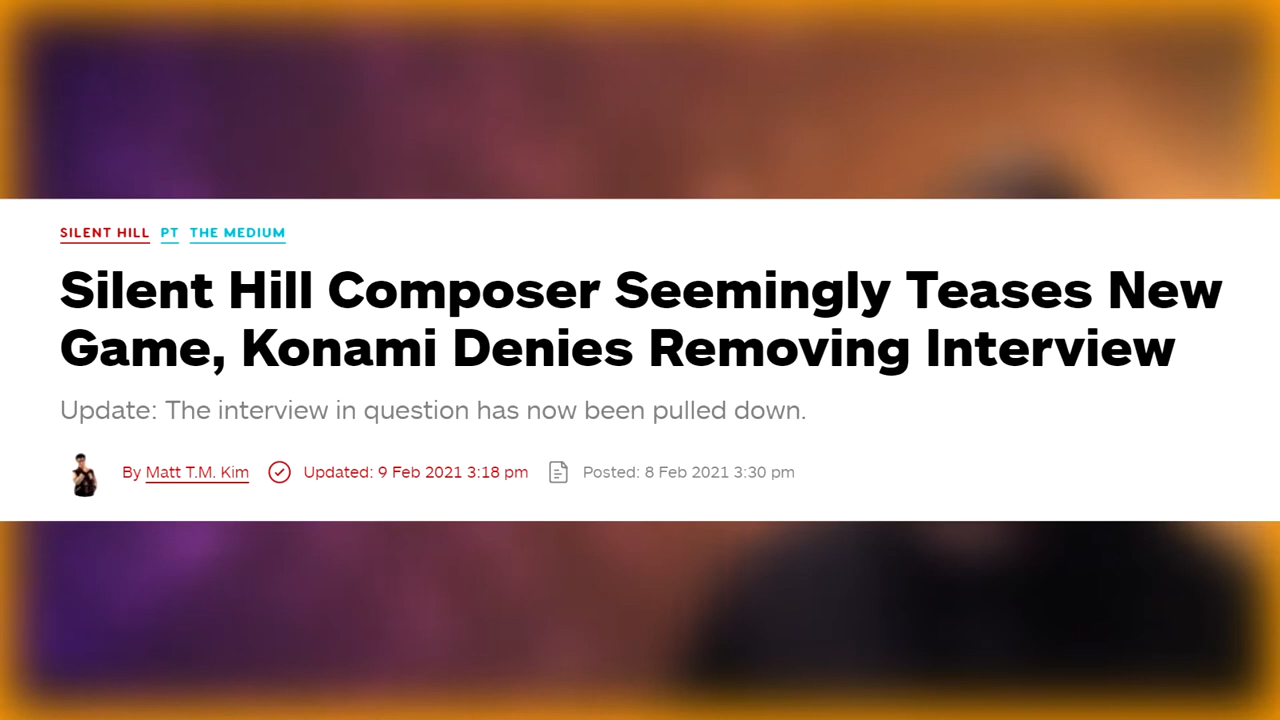 SILENT HILL PT THE MEDIUM
Silent Hill Composer Seemingly Teases New
Game, Konami Denies Removing Interview
Update: The interview in question has now been pulled down.
By Matt T.M. Kim Updated: 9 Feb 2021 3:18 pm Posted: 8 Feb 2021 3:30 pm